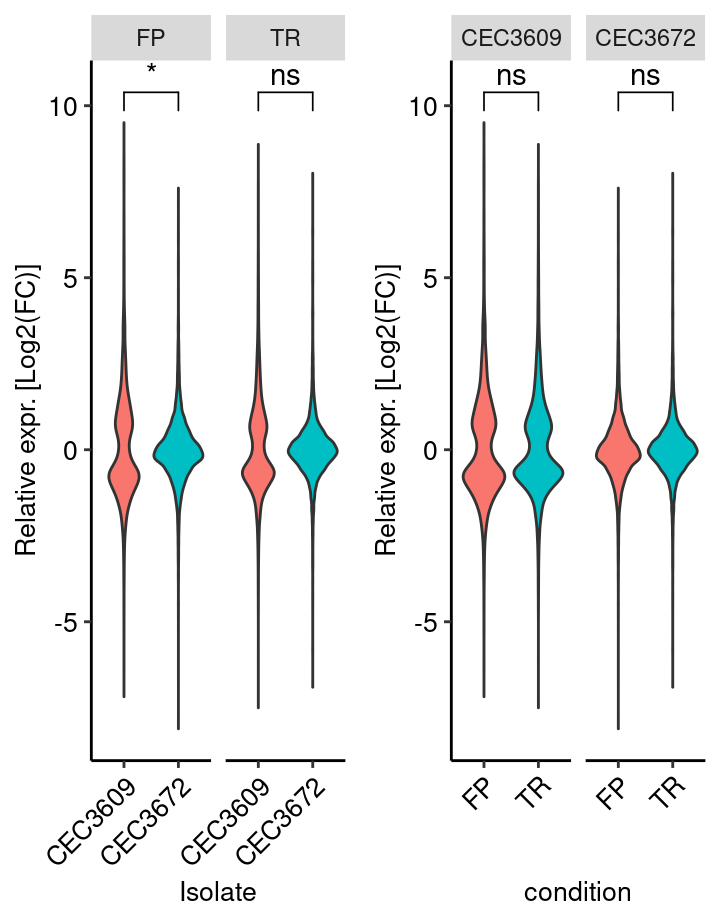 FP TR
* ns
10
5
0
-5
Relative expr. [Log2(FC)]
CEC3609 CEC3672 CEC3609 CEC3672
Isolate
CEC3609 CEC3672
ns ns
10
5
0
-5
Relative expr. [Log2(FC)]
FP TR FP TR
condition